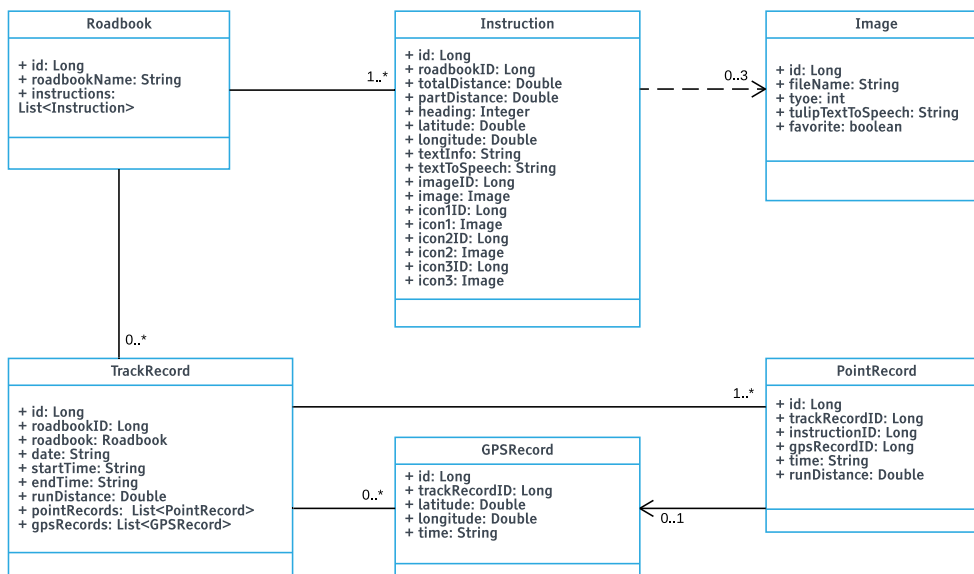 Roadbook
+ id: Long
+ roadbookName: String
+ instructions:
List<Instruction>
1..*
Instruction
+ id: Long
+ roadbookID: Long
+ totalDistance: Double
+ partDistance: Double
+ heading: Integer
+ latitude: Double
+ longitude: Double
+ textInfo: String
+ textToSpeech: String
+ imageID: Long
+ image: Image
+ icon1ID: Long
+ icon1: Image
+ icon2ID: Long
+ icon2: Image
+ icon3ID: Long
+ icon3: Image
0..3
Image
+ id: Long
+ fileName: String
+ tyoe: int
+ tulipTextToSpeech: String
+ favorite: boolean
0..*
TrackRecord
+ id: Long
+ roadbookID: Long
+ roadbook: Roadbook
+ date: String
+ startTime: String
+ endTime: String
+ runDistance: Double
+ pointRecords: List<PointRecord>
+ gpsRecords: List<GPSRecord>
0..*
GPSRecord
+ id: Long
+ trackRecordID: Long
+ latitude: Double
+ longitude: Double
+ time: String
0..1
1..*
PointRecord
+ id: Long
+ trackRecordID: Long
+ instructionID: Long
+ gpsRecordID: Long
+ time: String
+ runDistance: Double